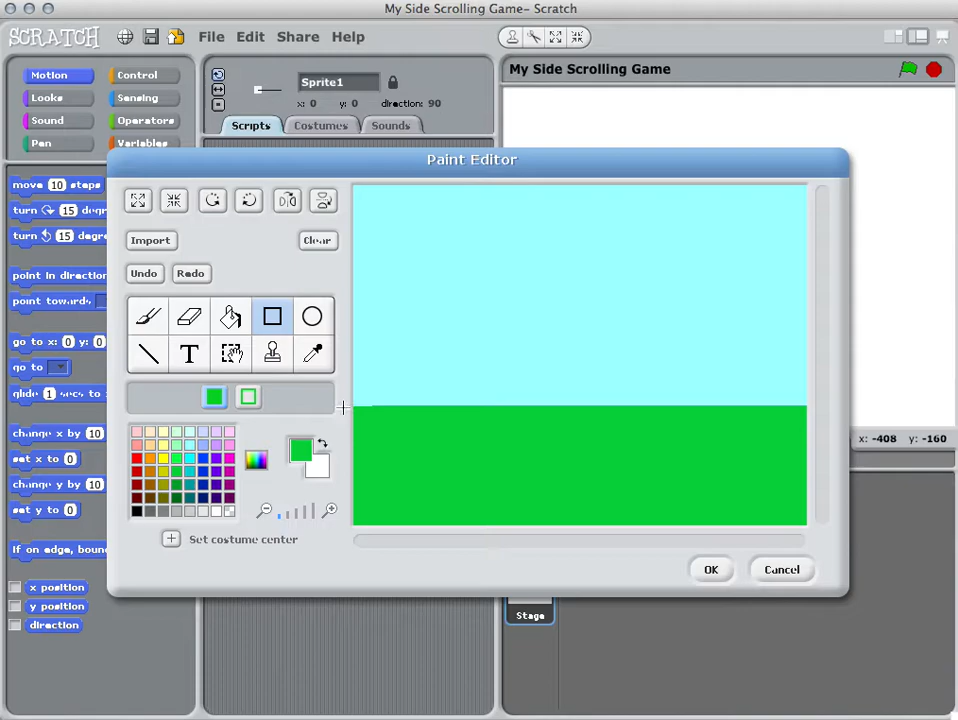 My Side Scrolling Game- Scratch
SCRATCH
File Edit Share Help
Motion Control
Looks Sensing
Sound Operators
Pen Variables
Sprite1
x: 0 y: 0 direction: 90
Scripts Costumes Sounds
My Side Scrolling Game
Paint Editor
Import Clear
Undo Redo
T
Set costume center
OK Cancel
move 10 steps
turn 15
turn 15
point in direction
point towards
go to x: 0 y: 0
go to
glide 1 secs to
change x by 10
set x to 0
change y by 10
set y to 0
if on edge,
x position
y position
direction
x: -408 y: -160
Stage